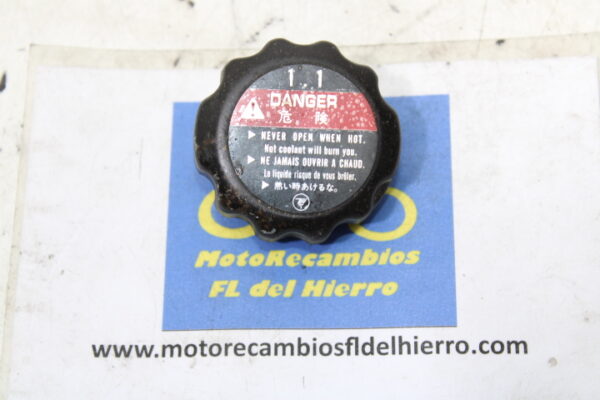 1 1
DANGER
危 険
NEVER OPEN WHEN HOT.
Hot coolant will burn you.
NE JAMAIS OUVRIR A CHAUD.
Le liquide risque de vous brûler.
熱い時あけるな。
MotoRecambios
FL del Hierro
www.motorecambiosfldelhierro.com